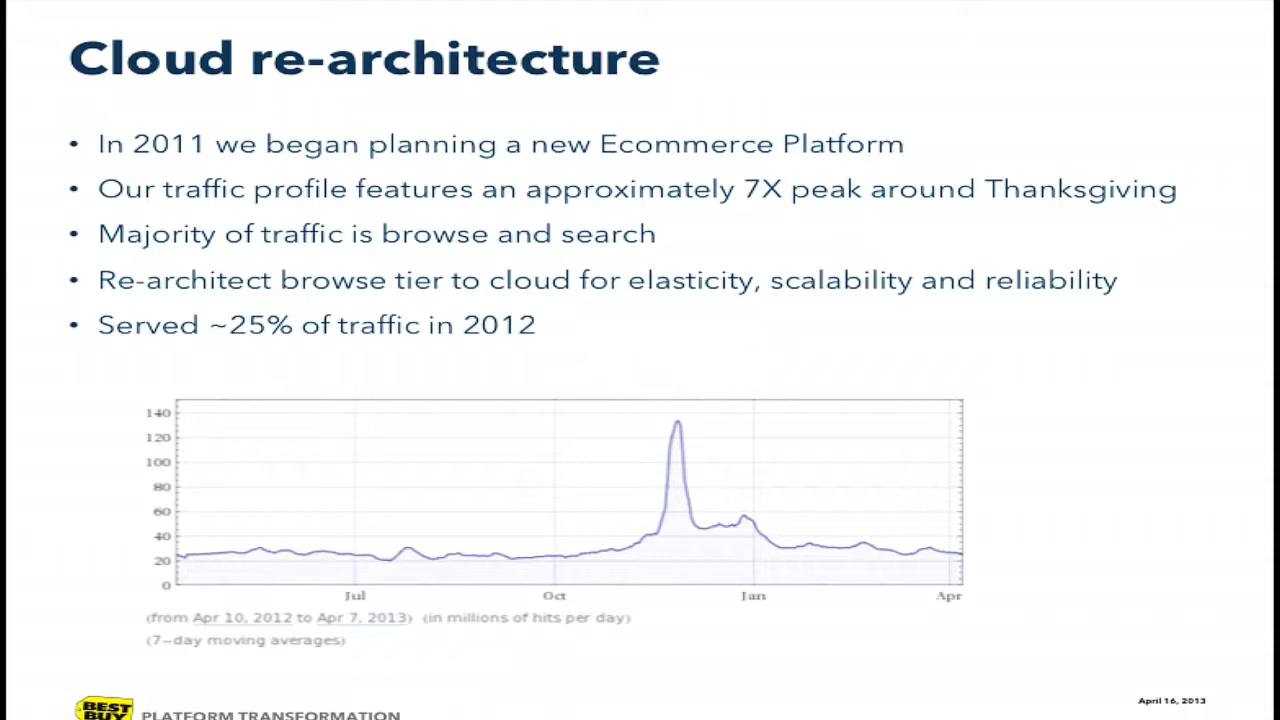 Cloud re-architecture
• In 2011 we began planning a new Ecommerce Platform
• Our traffic profile features an approximately 7X peak around Thanksgiving
• Majority of traffic is browse and search
• Re-architect browse tier to cloud for elasticity, scalability and reliability
• Served ~25% of traffic in 2012
140
120
100
80
60
40
20
0
Jul Oct Jan Apr
(from Apr 10, 2012 to Apr 7, 2013) (in millions of hits per day)
(7-day moving averages)
April 16, 2013
BEST
BUY
PLATFORM TRANSFORMATION